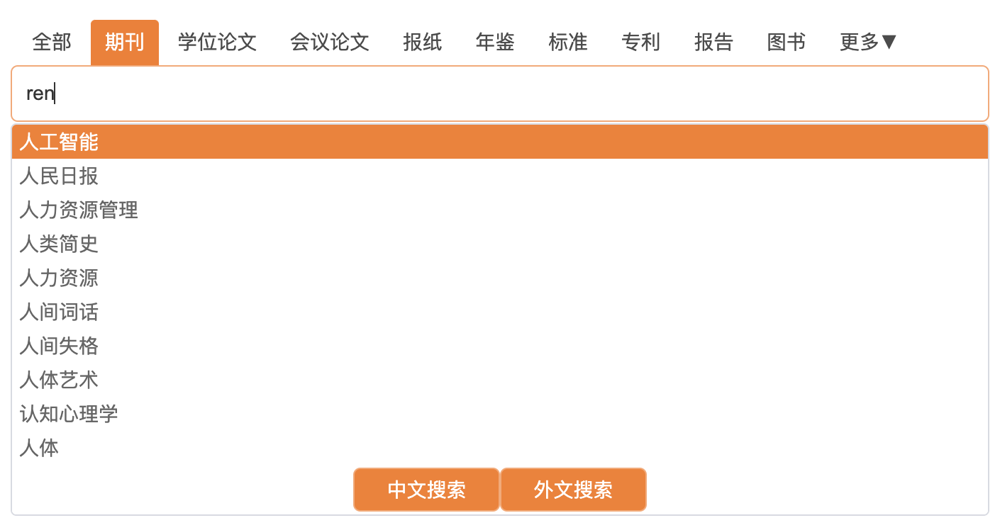 全部 期刊 学位论文 会议论文 报纸 年鉴 标准 专利 报告 图书 更多▼
ren
人工智能
人民日报
人力资源管理
人类简史
人力资源
人间词话
人间失格
人体艺术
认知心理学
人体
中文搜索 外文搜索